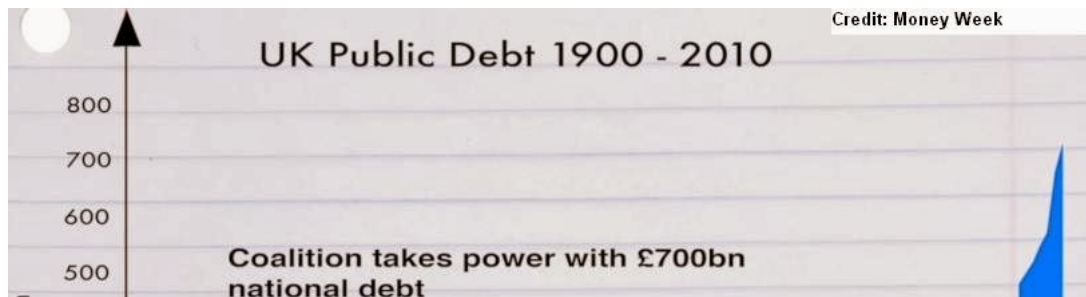 Credit: Money Week
UK Public Debt 1900 - 2010
800
700
600
500
Coalition takes power with £700bn
national debt